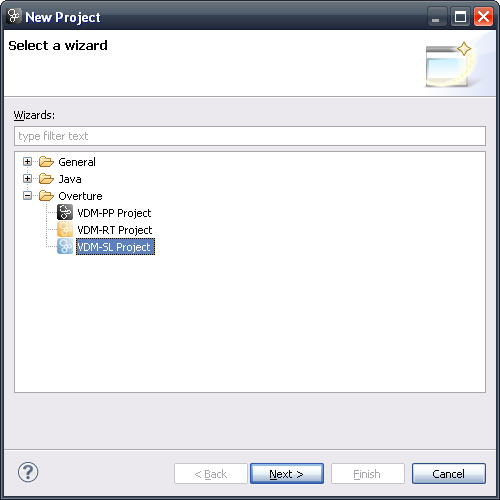 New Project
Select a wizard
Wizards:
type filter text
General
Java
Overture
VDM-PP Project
VDM-RT Project
VDM-SL Project
?
< Back Next > Finish Cancel